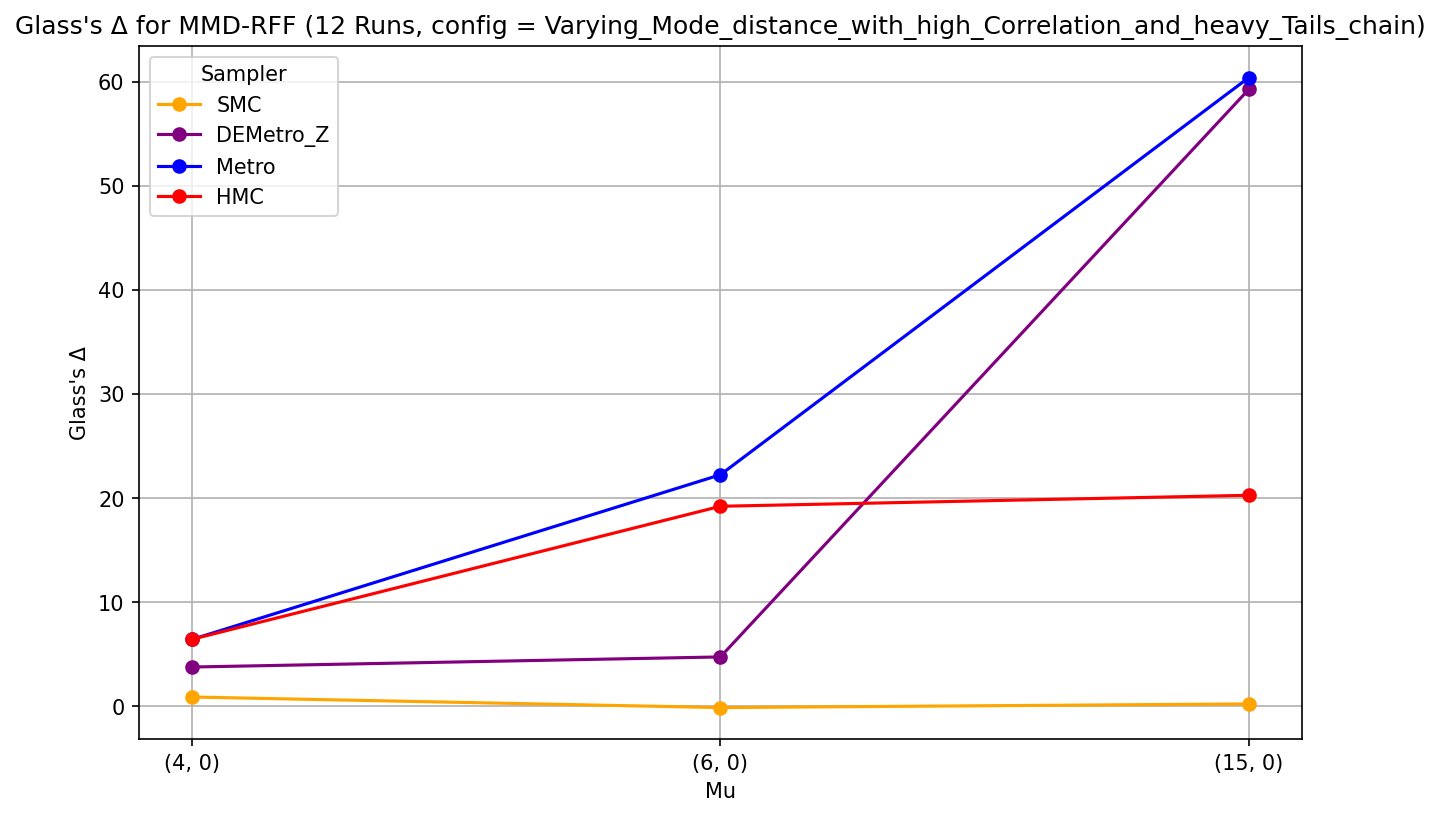 Glass's Δ for MMD-RFF (12 Runs, config = Varying_Mode_distance_with_high_Correlation_and_heavy_Tails_chain)
Sampler
SMC
DEMetro_Z
Metro
HMC
60
50
40
30
20
10
0
Glass's Δ
(4, 0)
(6, 0)
(15, 0)
Mu